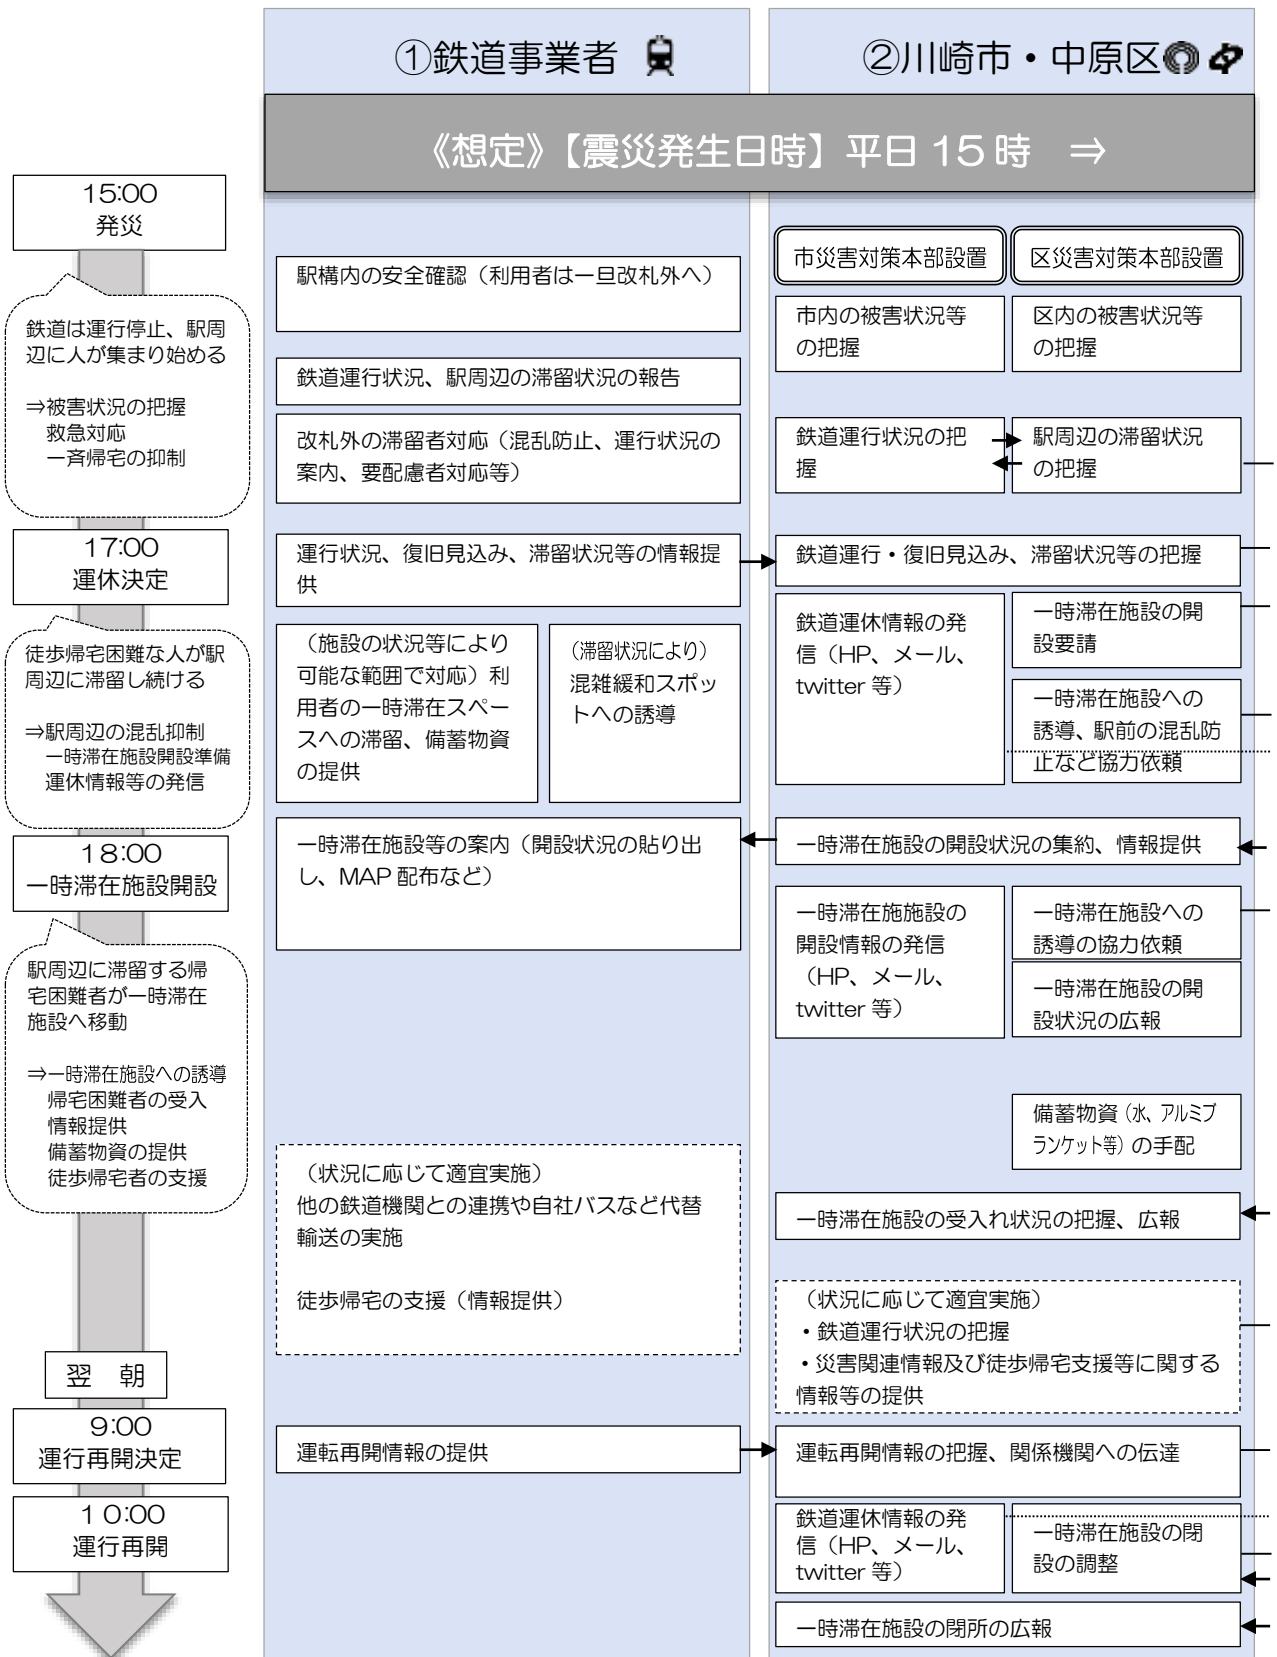 ①鉄道事業者
②川崎市・中原区
《想定》【震災発生日時】平日15時 ⇒
15:00
発災
鉄道は運行停止、駅周
辺に人が集まり始める
⇒被害状況の把握
救急対応
一斉帰宅の抑制
17:00
運休決定
徒歩帰宅困難な人が駅
周辺に滞留し続ける
⇒駅周辺の混乱抑制
一時滞在施設開設準備
運休情報等の発信
18:00
一時滞在施設開設
駅周辺に滞留する帰
宅困難者が一時滞在
施設へ移動
⇒一時滞在施設への誘導
帰宅困難者の受入
情報提供
備蓄物資の提供
徒歩帰宅者の支援
翌 朝
9:00
運行再開決定
10:00
運行再開
駅構内の安全確認（利用者は一旦改札外へ）
鉄道運行状況、駅周辺の滞留状況の報告
改札外の滞留者対応（混乱防止、運行状況の
案内、要配慮者対応等）
運行状況、復旧見込み、滞留状況等の情報提
供
（施設の状況等により
可能な範囲で対応）利
用者の一時滞在スペー
スへの滞留、備蓄物資
の提供
（滞留状況により）
混雑緩和スポッ
トへの誘導
一時滞在施設等の案内（開設状況の貼り出
し、MAP配布など）
（状況に応じて適宜実施）
他の鉄道機関との連携や自社バスなど代替
輸送の実施
徒歩帰宅の支援（情報提供）
運転再開情報の提供
市災害対策本部設置
区災害対策本部設置
市内の被害状況等
の把握
区内の被害状況等
の把握
鉄道運行状況の把
握
駅周辺の滞留状況
の把握
鉄道運行・復旧見込み、滞留状況等の把握
鉄道運休情報の発
信（HP、メール、
twitter等）
一時滞在施設の開
設要請
一時滞在施設への
誘導、駅前の混乱防
止など協力依頼
一時滞在施設の開設状況の集約、情報提供
一時滞在施施設の
開設情報の発信
（HP、メール、
twitter等）
一時滞在施設への
誘導の協力依頼
一時滞在施設の開
設状況の広報
備蓄物資（水、アルミブ
ランケット等）の手配
一時滞在施設の受入れ状況の把握、広報
（状況に応じて適宜実施）
・鉄道運行状況の把握
・災害関連情報及び徒歩帰宅支援等に関する
情報等の提供
運転再開情報の把握、関係機関への伝達
鉄道運休情報の発
信（HP、メール、
twitter等）
一時滞在施設の閉
設の調整
一時滞在施設の閉所の広報